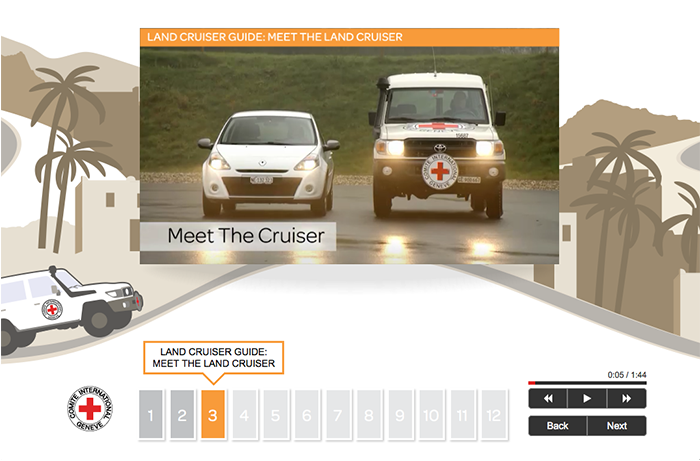 LAND CRUISER GUIDE: MEET THE LAND CRUISER
TOYOTA
COMITE INTERNATIONAL
GENEVE
Meet The Cruiser
LAND CRUISER GUIDE:
MEET THE LAND CRUISER
COMITE INTERNATIONAL
GENEVE
1 2 3 4 5 6 7 8 9 10 11 12
0:05 / 1:44
Back Next